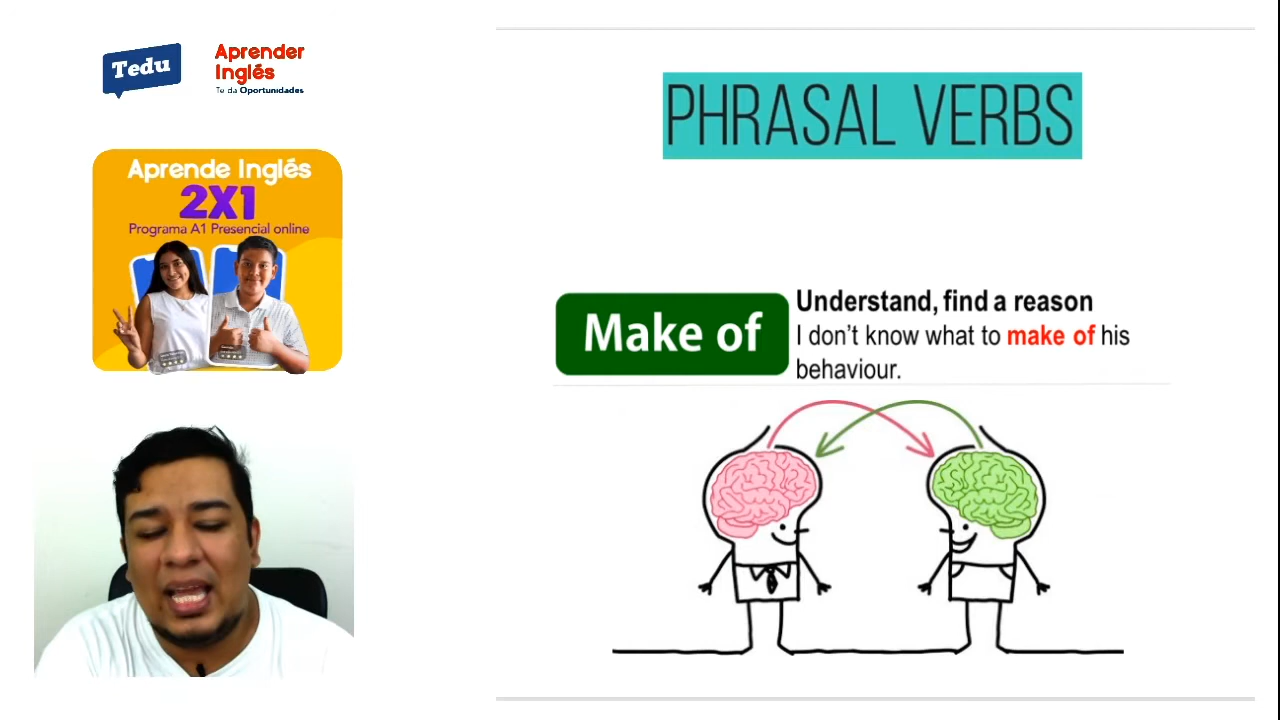 Tedu
Aprender
Inglés
Te da Oportunidades
Aprende Inglés
2X1
Programa A1 Presencial online
PHRASAL VERBS
Make of
Understand, find a reason
I don't know what to make of his
behaviour.